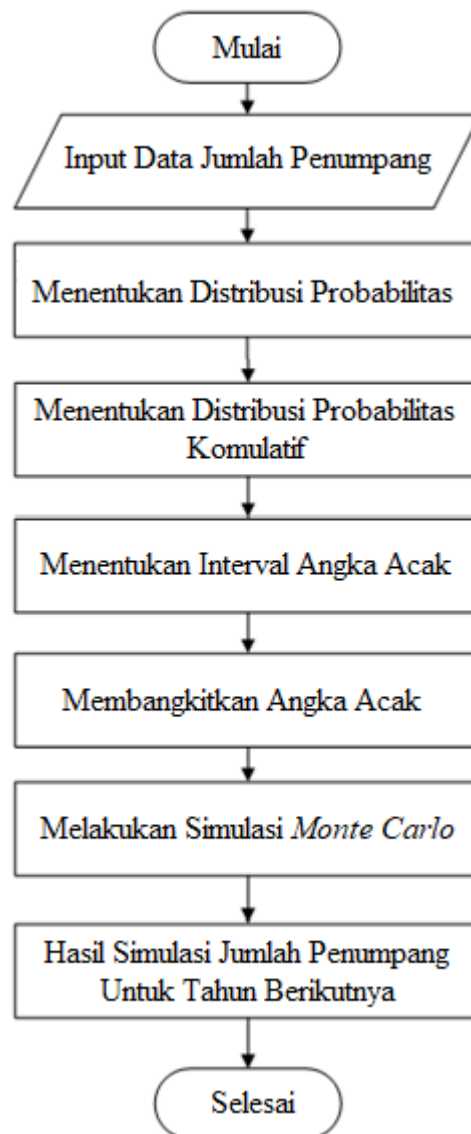 Mulai
Input Data Jumlah Penumpang
Menentukan Distribusi Probabilitas
Menentukan Distribusi Probabilitas
Komulatif
Menentukan Interval Angka Acak
Membangkitkan Angka Acak
Melakukan Simulasi Monte Carlo
Hasil Simulasi Jumlah Penumpang
Untuk Tahun Berikutnya
Selesai